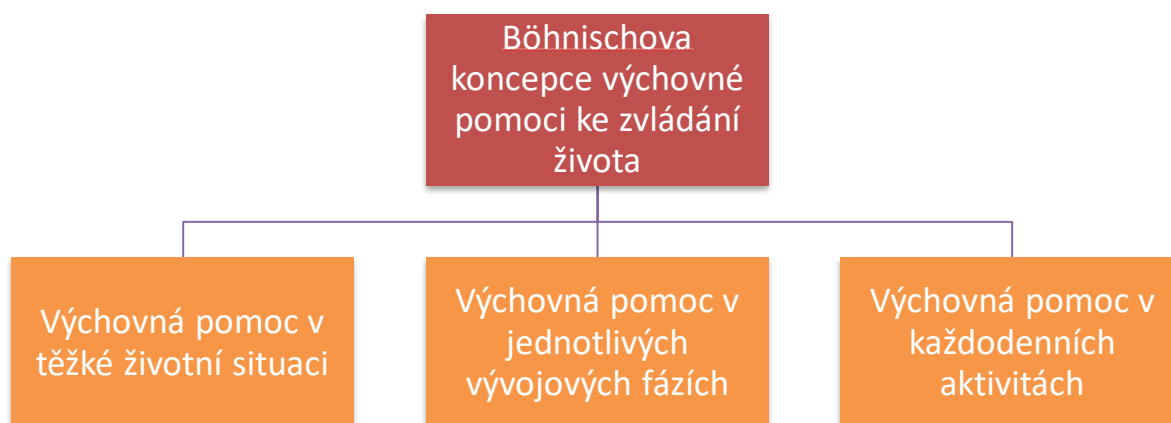 Böhnischova
koncepce výchovné
pomoci ke zvládání
života
Výchovná pomoc v
těžké životní situaci
Výchovná pomoc v
jednotlivých
vývojových fázích
Výchovná pomoc v
každodenních
aktivitách